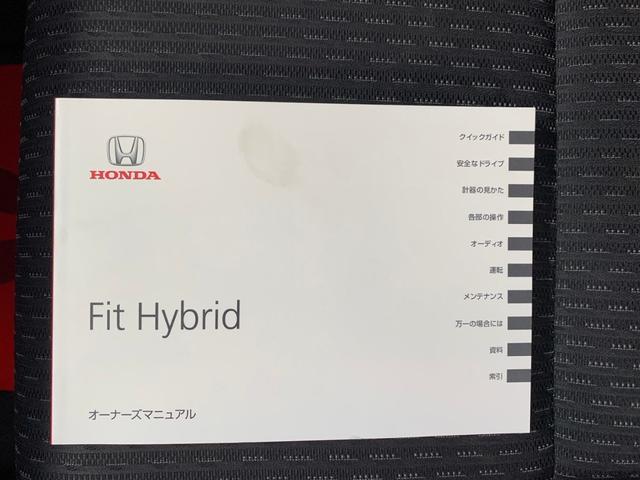 HONDA
Fit Hybrid
オーナーズマニュアル
クイックガイド
安全なドライブ
計器の見かた
各部の操作
オーディオ
運転
メンテナンス
万一の場合には
資料
索引